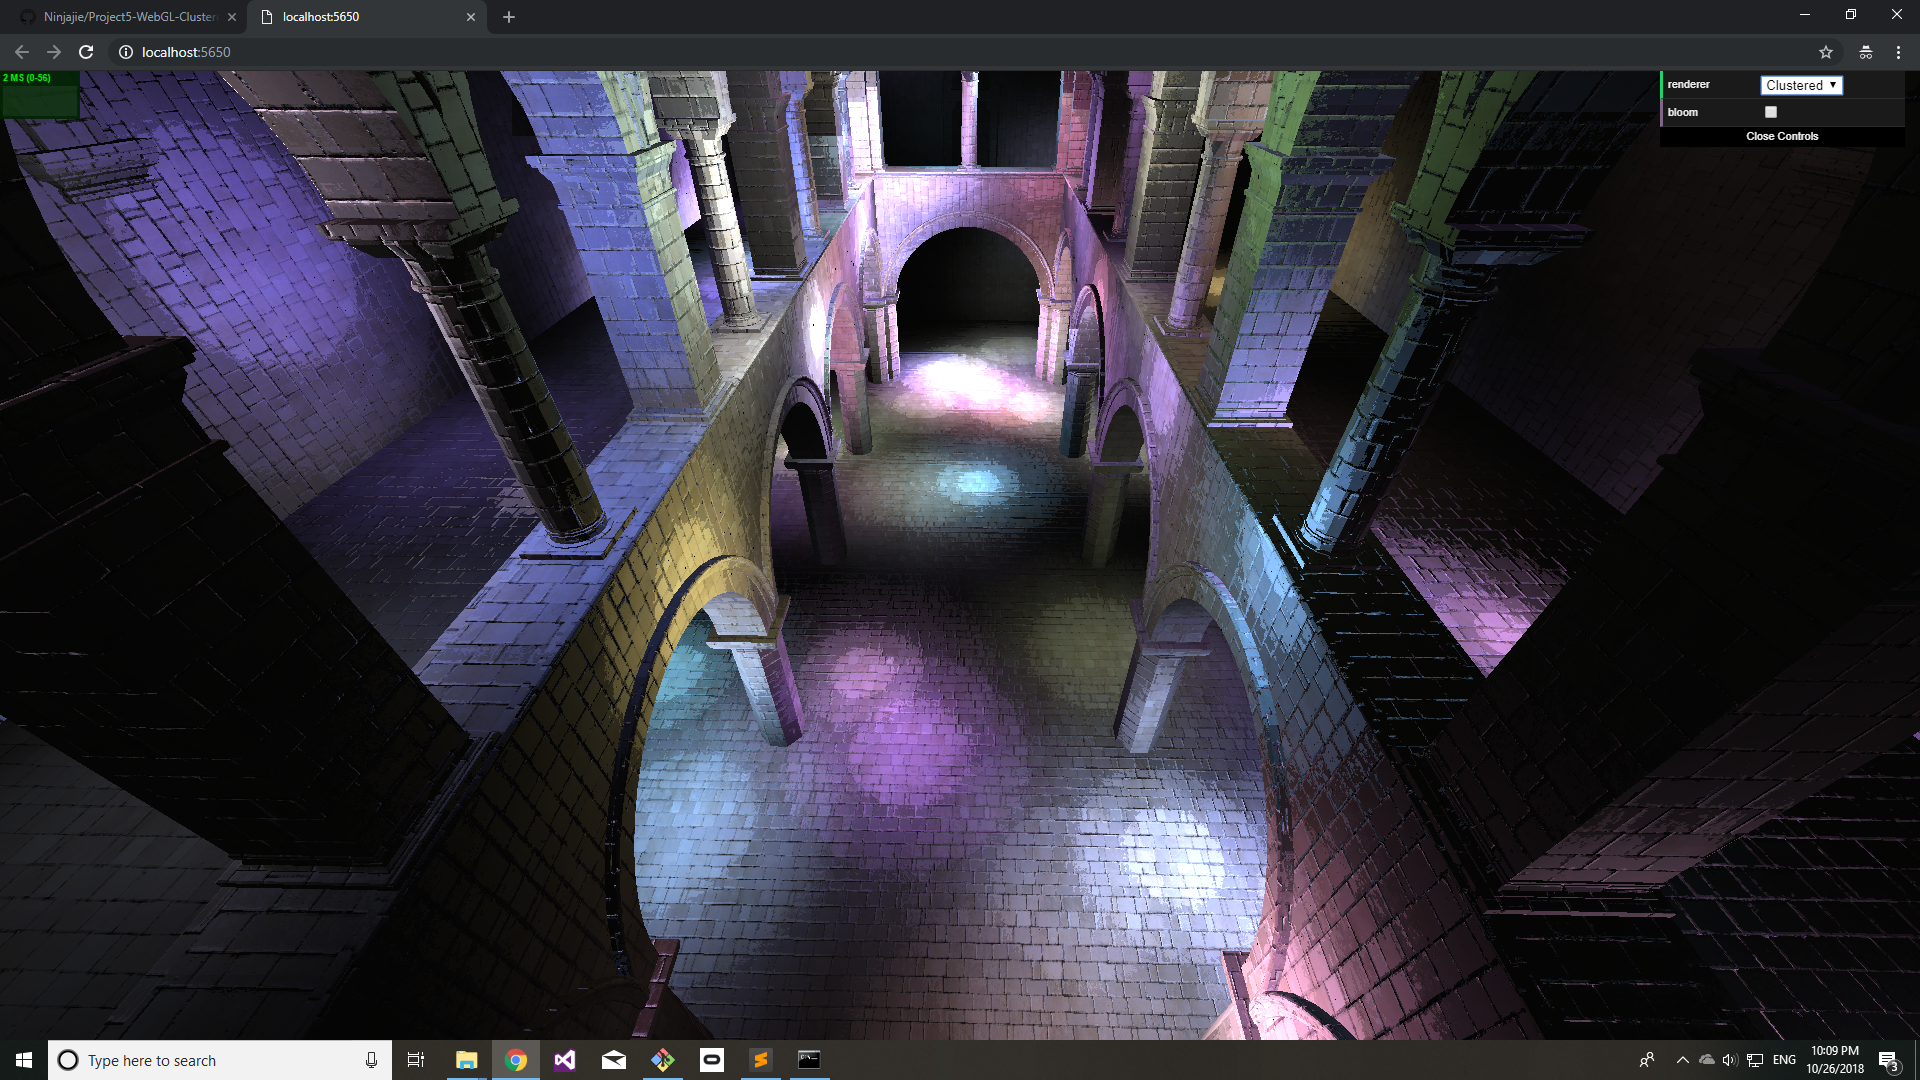 Ninjajie/Project5-WebGL-Cluster
localhost:5650
localhost:5650
2 MS (0-56)
renderer
Clustered
bloom
Close Controls
Type here to search
ENG
10:09 PM
10/26/2018
3